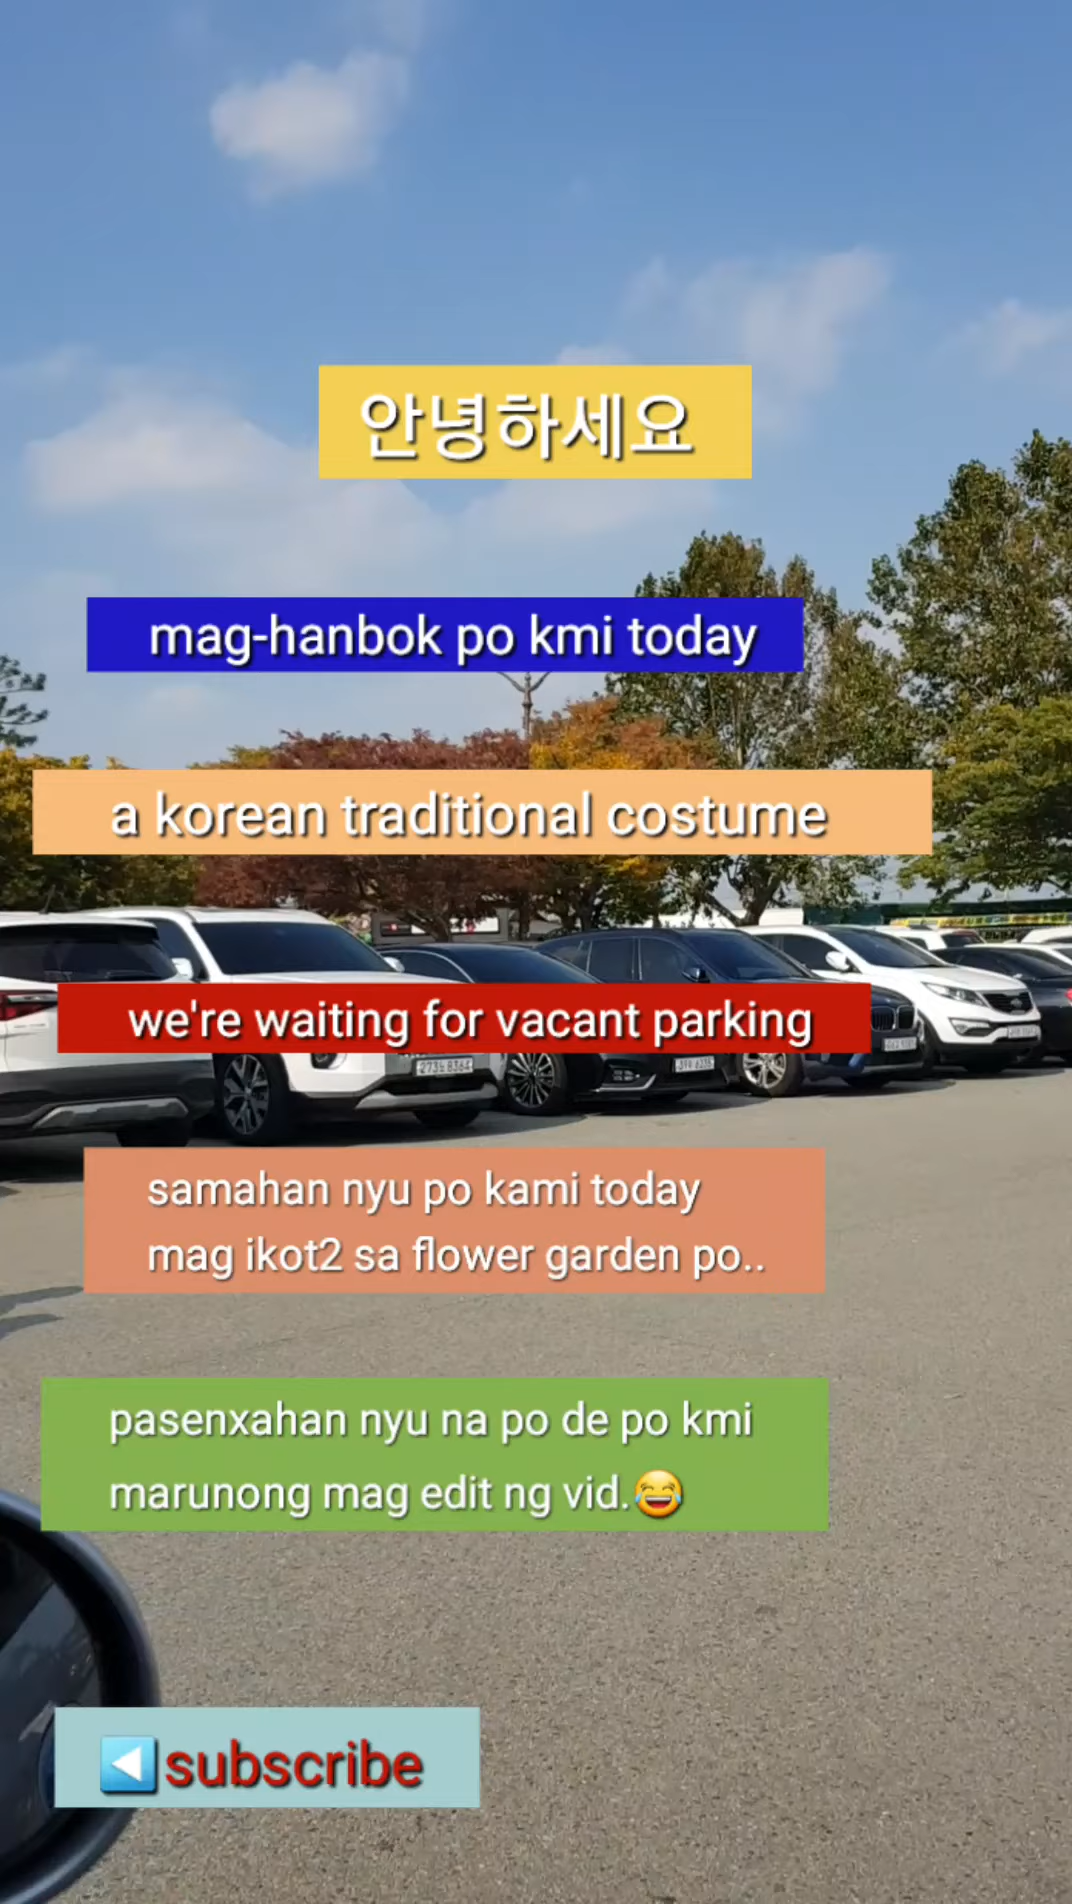 안녕하세요
mag-hanbok po kmi today
a korean traditional costume
we're waiting for vacant parking
samahan nyu po kami today
mag ikot2 sa flower garden po..
pasenxahan nyu na po de po kmi
marunong mag edit ng vid.😂
◀️subscribe